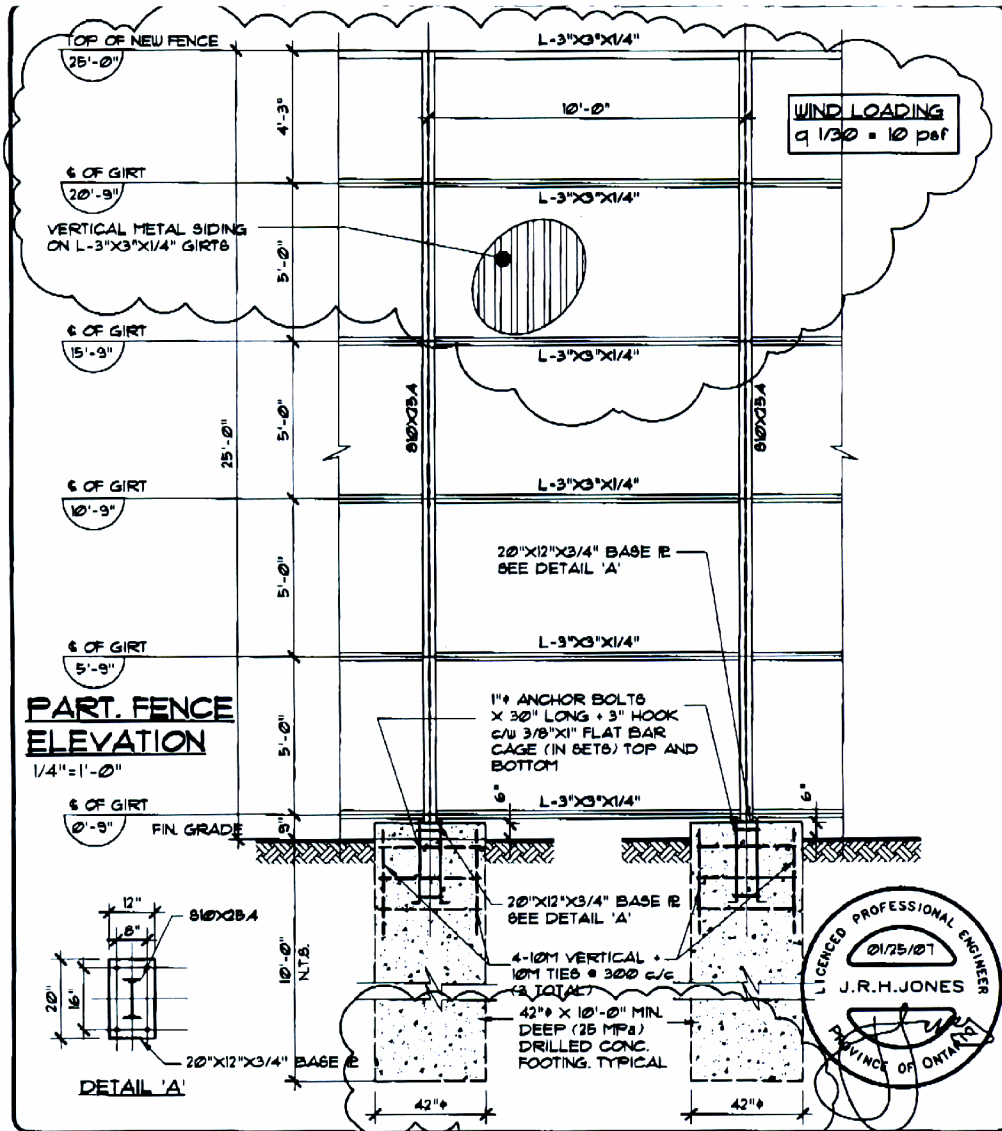 TOP OF NEW FENCE
25'-0"
L-3"X3"X1/4"
4'-3"
10'-0"
WIND LOADING
q 1/30 = 10 psf
℄ OF GIRT
20'-9"
L-3"X3"X1/4"
VERTICAL METAL SIDING
ON L-3"X3"X1/4" GIRTS
5'-0"
℄ OF GIRT
15'-9"
L-3"X3"X1/4"
S10X25.4
S10X25.4
25'-0"
5'-0"
℄ OF GIRT
10'-9"
L-3"X3"X1/4"
20"X12"X3/4" BASE ⅊
SEE DETAIL 'A'
5'-0"
℄ OF GIRT
5'-9"
L-3"X3"X1/4"
PART. FENCE
ELEVATION
1/4"=1'-0"
1"ϕ ANCHOR BOLTS
X 30" LONG + 3" HOOK
c/w 3/8"X1" FLAT BAR
CAGE (IN SETS) TOP AND
BOTTOM
5'-0"
℄ OF GIRT
0'-9"
FIN. GRADE
9"
6"
L-3"X3"X1/4"
6"
12"
8"
S10X25.4
20"
16"
20"X12"X3/4" BASE ⅊
DETAIL 'A'
10'-0"
N.T.S.
20"X12"X3/4" BASE ⅊
SEE DETAIL 'A'
4-10M VERTICAL +
10M TIES @ 300 c/c
(3 TOTAL)
42"ϕ X 10'-0" MIN.
DEEP (25 MPa)
DRILLED CONC.
FOOTING. TYPICAL
42"ϕ
42"ϕ
LICENCED PROFESSIONAL ENGINEER
01/25/07
J.R.H.JONES
PROVINCE OF ONTARIO